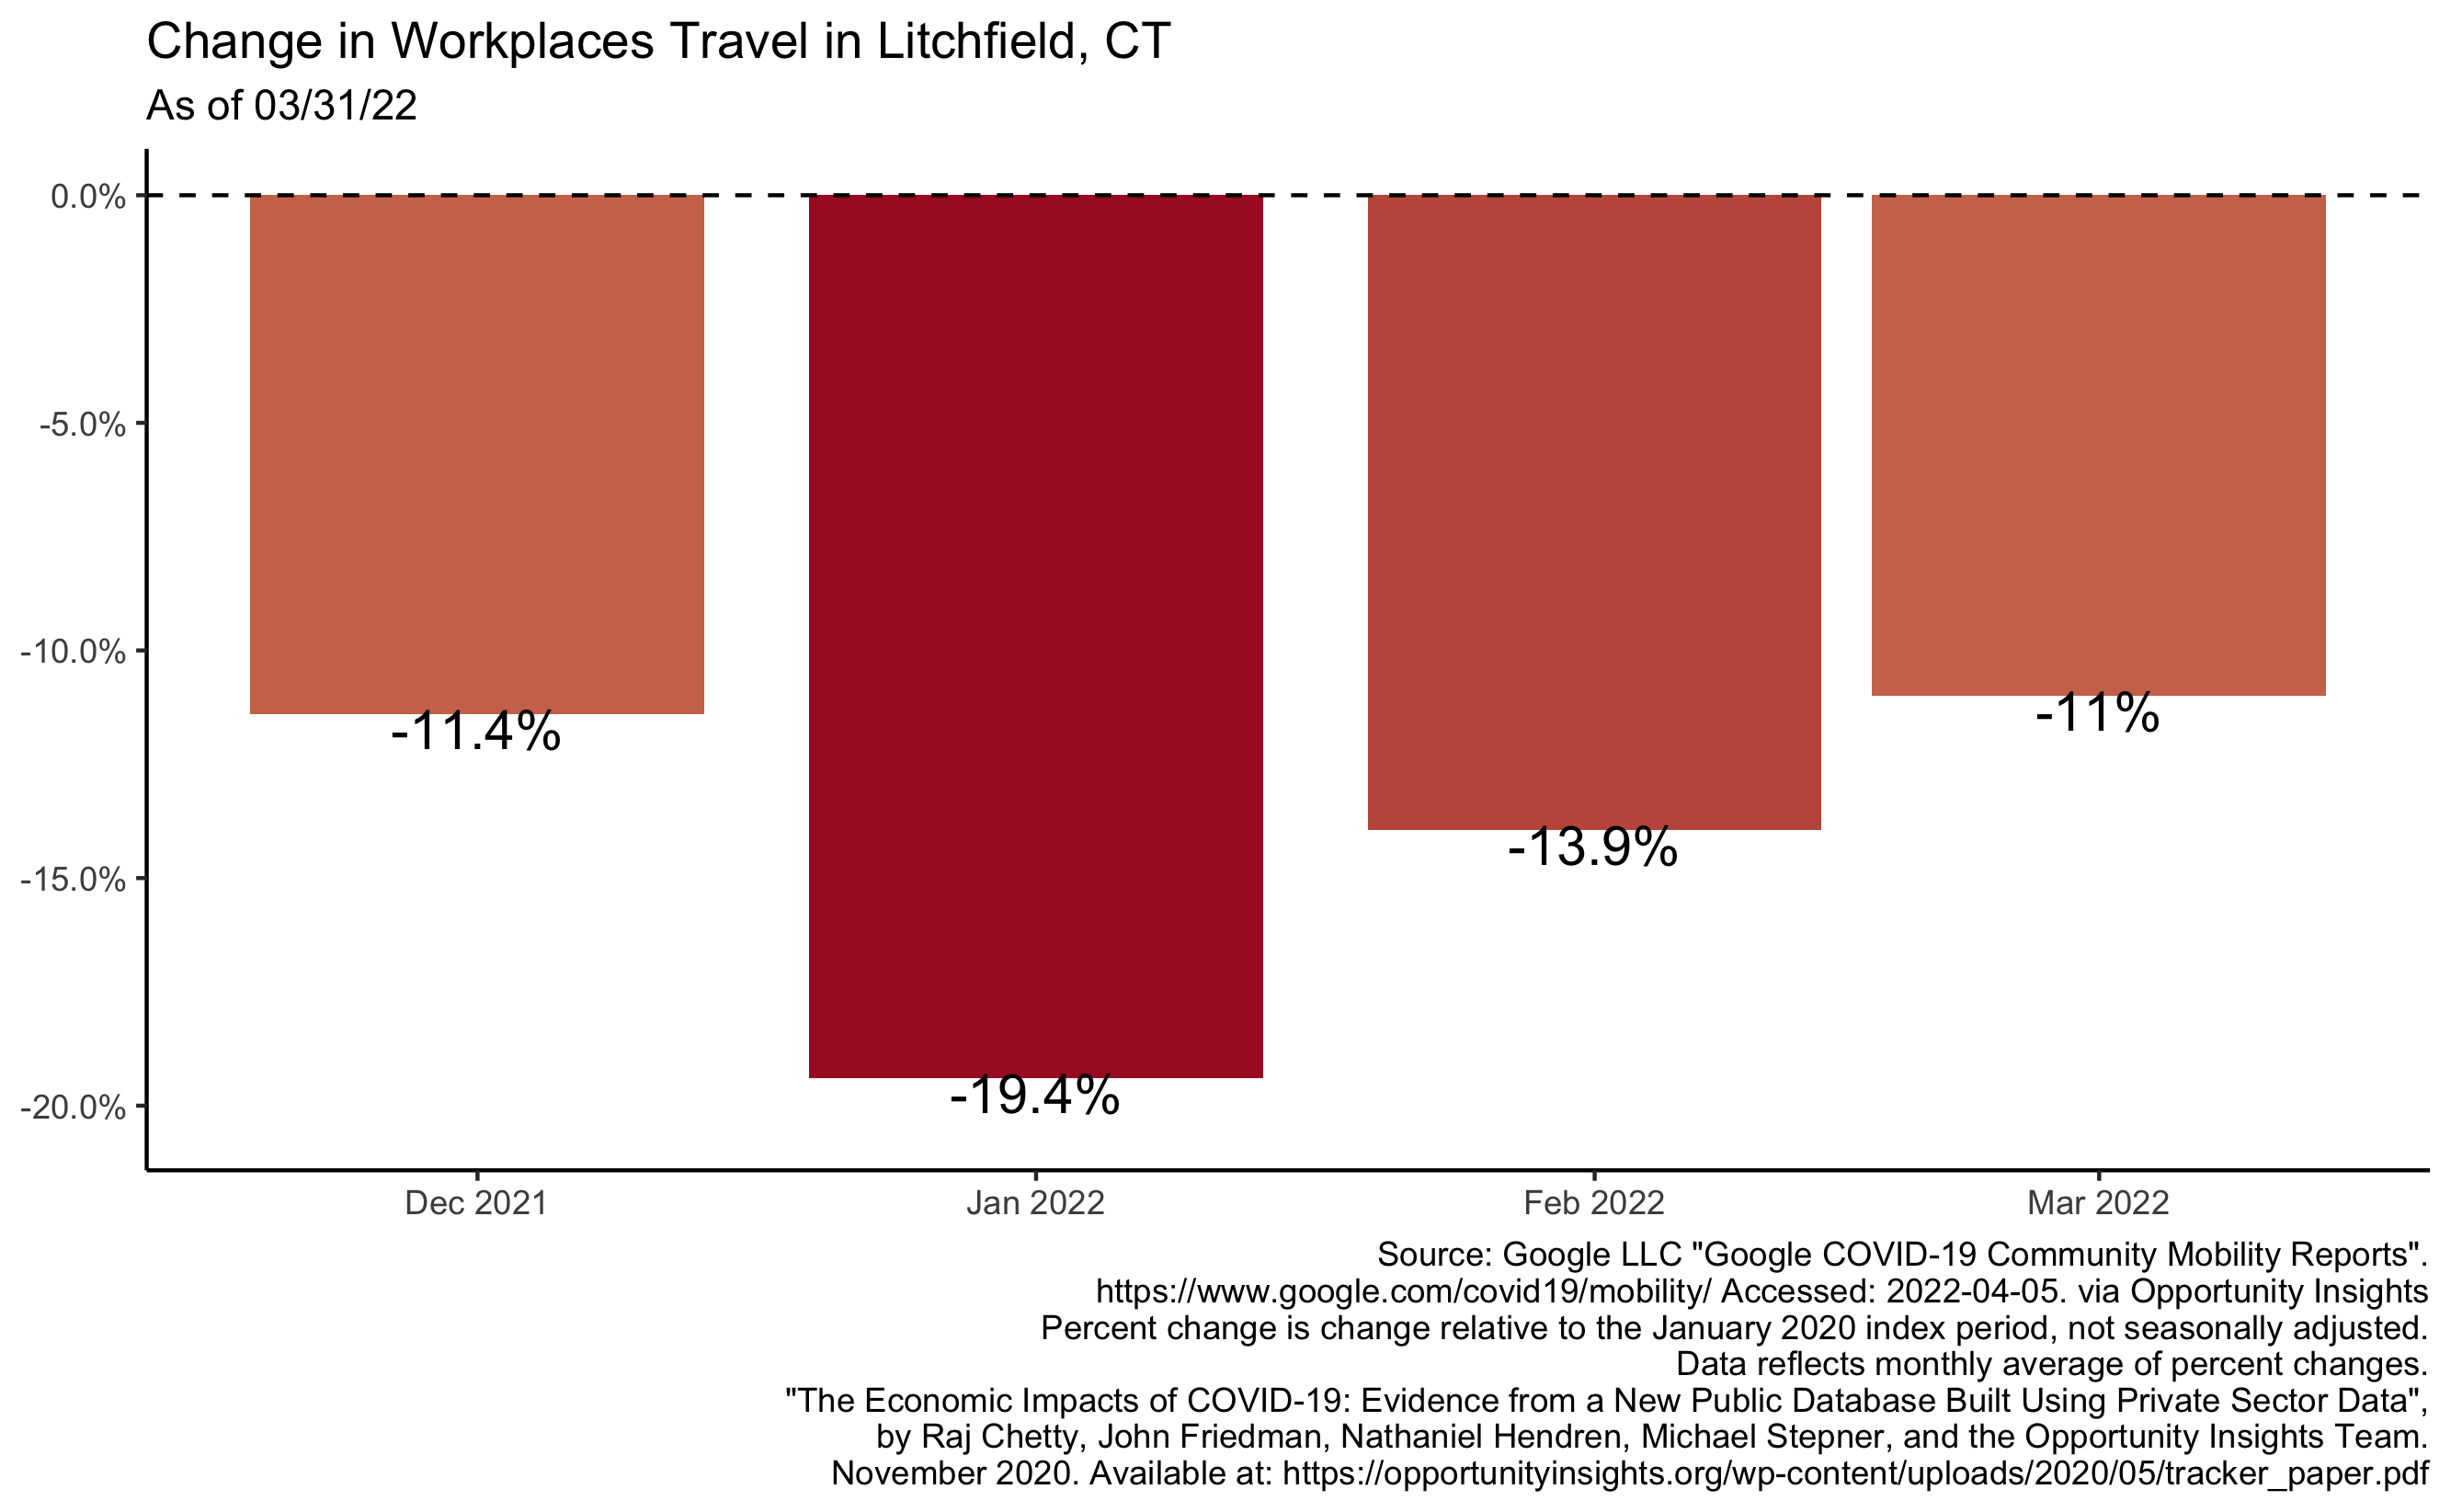 Change in Workplaces Travel in Litchfield, CT
As of 03/31/22
0.0%
-5.0%
-10.0%
-15.0%
-20.0%
-11.4%
-19.4%
-13.9%
-11%
Dec 2021
Jan 2022
Feb 2022
Mar 2022
Source: Google LLC "Google COVID-19 Community Mobility Reports".
https://www.google.com/covid19/mobility/ Accessed: 2022-04-05. via Opportunity Insights
Percent change is change relative to the January 2020 index period, not seasonally adjusted.
Data reflects monthly average of percent changes.
"The Economic Impacts of COVID-19: Evidence from a New Public Database Built Using Private Sector Data",
by Raj Chetty, John Friedman, Nathaniel Hendren, Michael Stepner, and the Opportunity Insights Team.
November 2020. Available at: https://opportunityinsights.org/wp-content/uploads/2020/05/tracker_paper.pdf